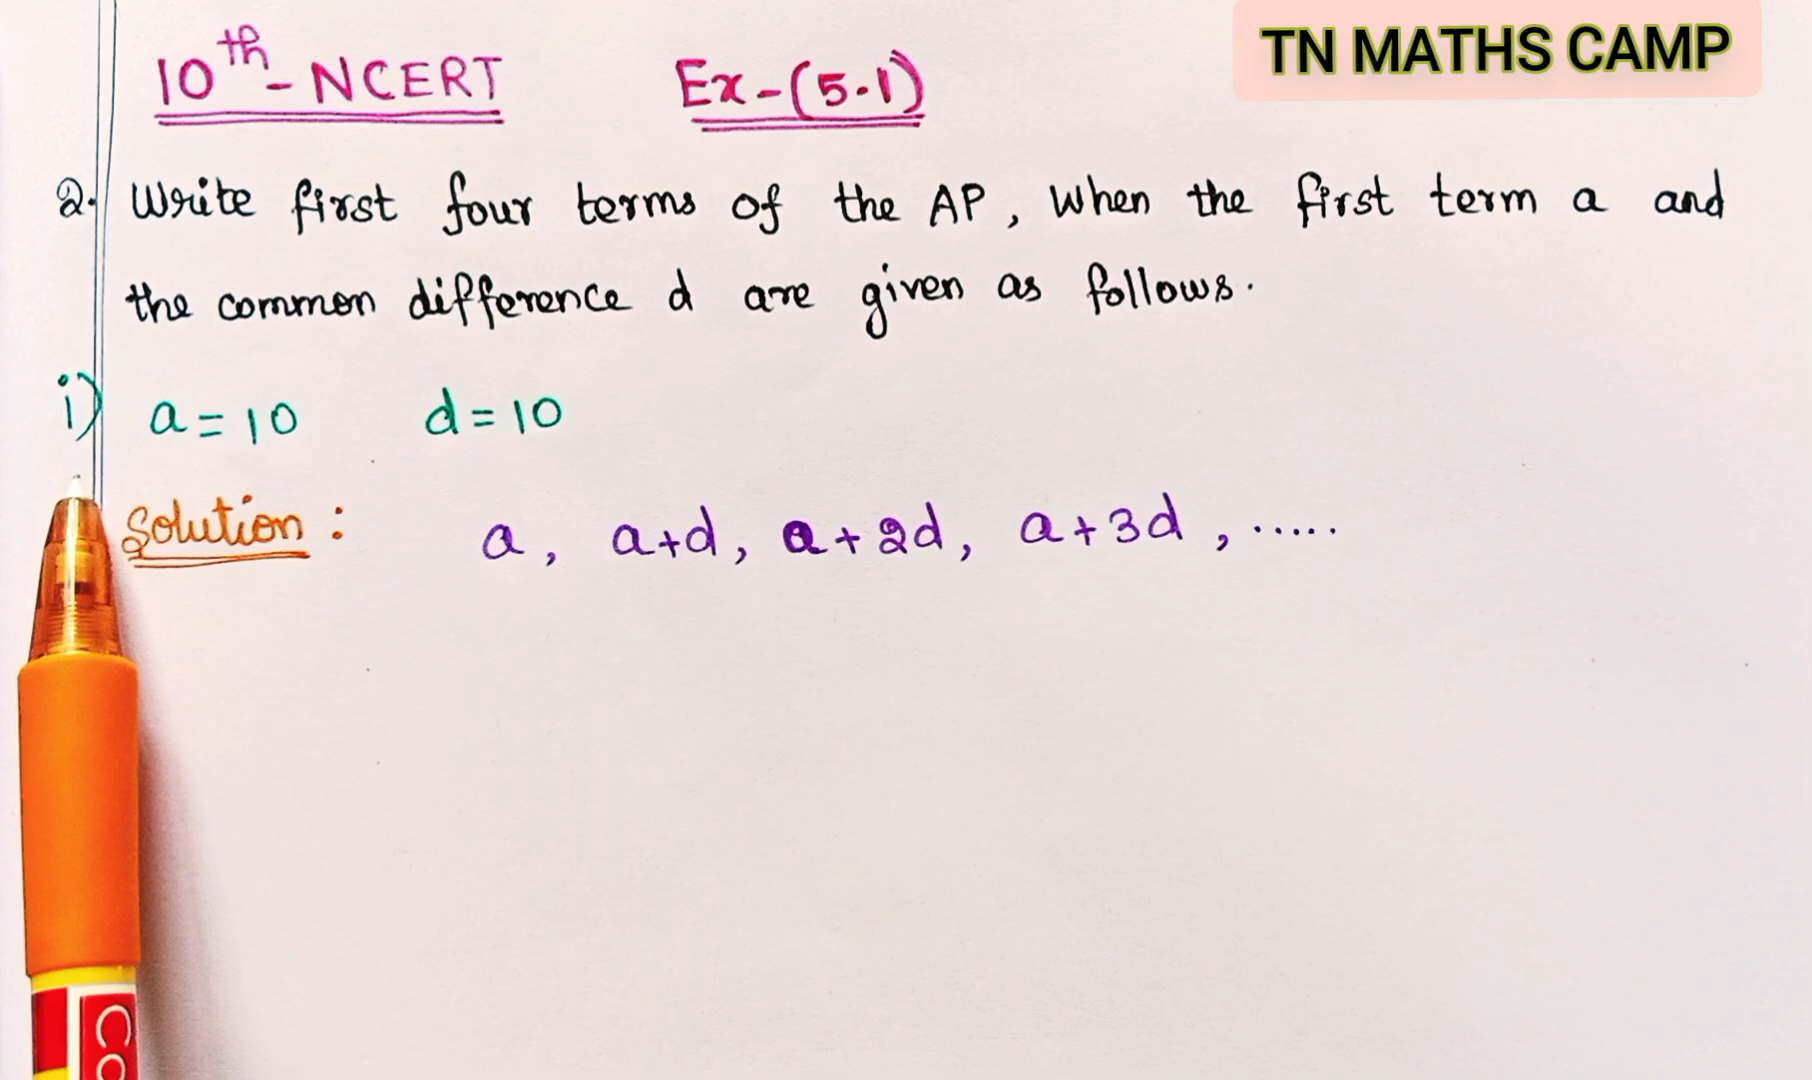 TN MATHS CAMP
10th - NCERT Ex-(5.1)
2. Write first four terms of the AP, when the first term a and
the common difference d are given as follows.
i) a = 10 d = 10
Solution : a, a+d, a+2d, a+3d, .....
Co